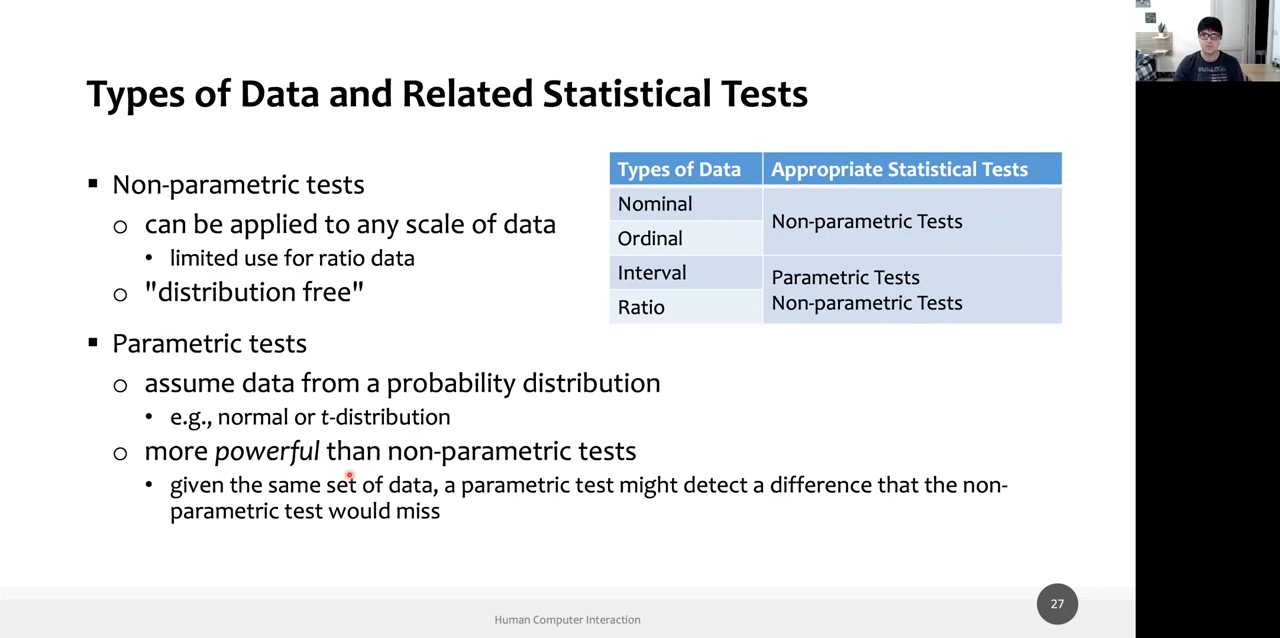 Types of Data and Related Statistical Tests
Non-parametric tests
can be applied to any scale of data
limited use for ratio data
"distribution free"
Parametric tests
assume data from a probability distribution
e.g., normal or t-distribution
more powerful than non-parametric tests
given the same set of data, a parametric test might detect a difference that the non-
parametric test would miss
Types of Data
Appropriate Statistical Tests
Nominal
Ordinal
Non-parametric Tests
Interval
Ratio
Parametric Tests
Non-parametric Tests
Human Computer Interaction
27